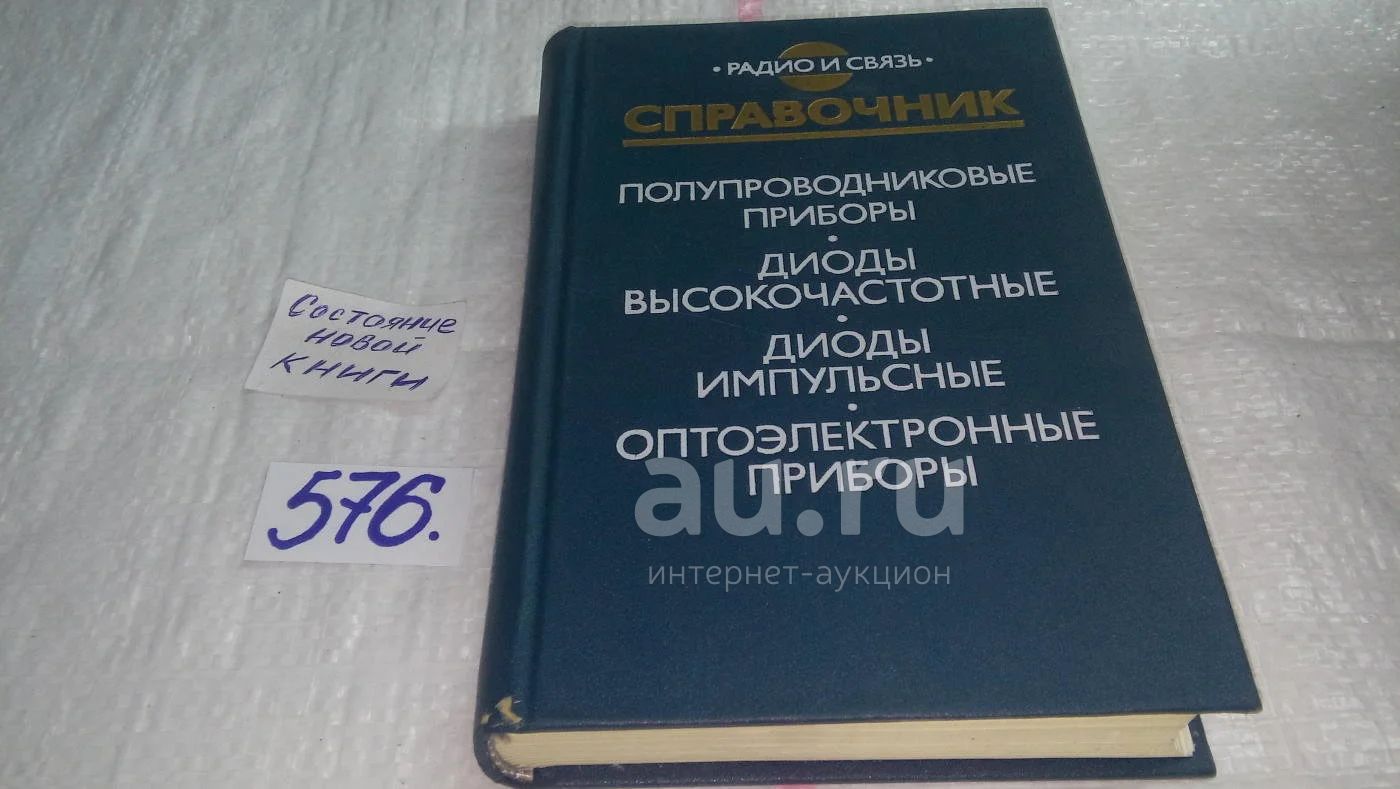 • РАДИО И СВЯЗЬ •
СПРАВОЧНИК
ПОЛУПРОВОДНИКОВЫЕ
ПРИБОРЫ
•
ДИОДЫ
ВЫСОКОЧАСТОТНЫЕ
•
ДИОДЫ
ИМПУЛЬСНЫЕ
•
ОПТОЭЛЕКТРОННЫЕ
ПРИБОРЫ
Состояние
новой
книги
576.
au.ru
интернет-аукцион